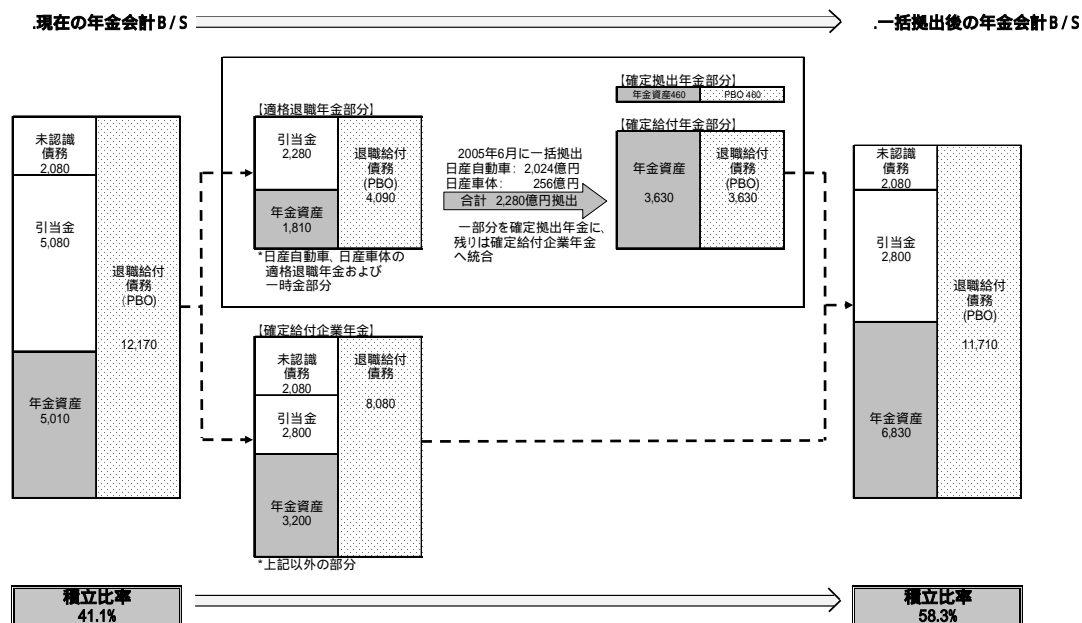 .現在の年金会計B/S
.一括拠出後の年金会計B/S
未認識
債務
2,080
引当金
5,080
年金資産
5,010
退職給付
債務
(PBO)
12,170
【適格退職年金部分】
引当金
2,280
年金資産
1,810
退職給付
債務
(PBO)
4,090
*日産自動車、日産車体の
適格退職年金および
一時金部分
2005年6月に一括拠出
日産自動車: 2,024億円
日産車体: 256億円
合計 2,280億円拠出
一部分を確定拠出年金に、
残りは確定給付企業年金
へ統合
【確定拠出年金部分】
年金資産460
PBO 460
【確定給付年金部分】
年金資産
3,630
退職給付
債務
(PBO)
3,630
【確定給付企業年金】
未認識
債務
2,080
引当金
2,800
年金資産
3,200
退職給付
債務
8,080
*上記以外の部分
未認識
債務
2,080
引当金
2,800
年金資産
6,830
退職給付
債務
(PBO)
11,710
積立比率
41.1%
積立比率
58.3%